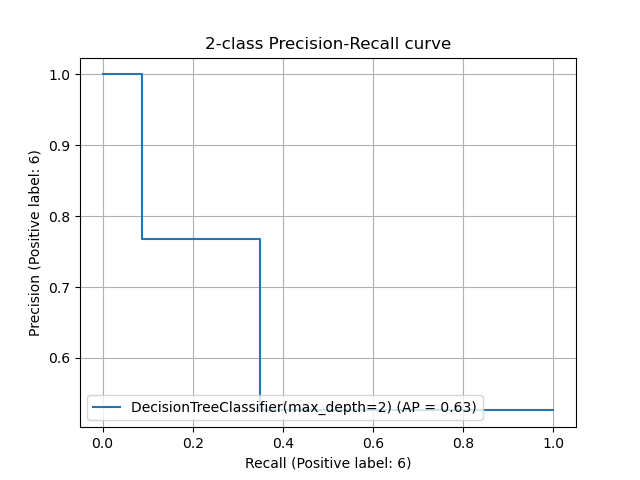 2-class Precision-Recall curve
1.0
0.9
0.8
0.7
0.6
Precision (Positive label: 6)
DecisionTreeClassifier(max_depth=2) (AP = 0.63)
0.0 0.2 0.4 0.6 0.8 1.0
Recall (Positive label: 6)